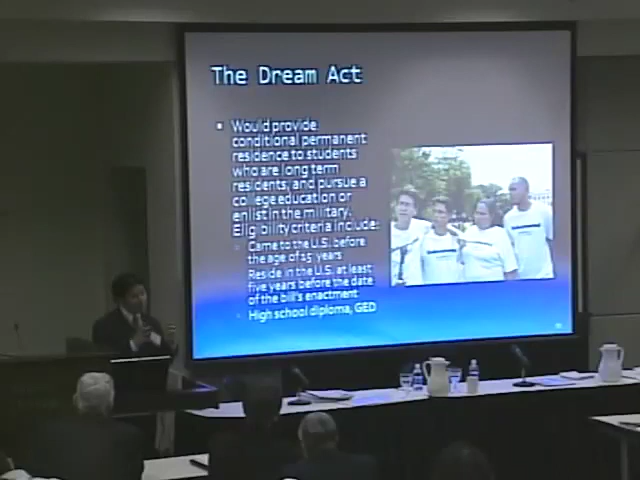 The Dream Act
Would provide
conditional permanent
residence to students
who are long term
residents, and pursue a
college education or
enlist in the military.
Eligibility criteria include:
Came to the U.S. before
the age of 15 years
Reside in the U.S. at least
five years before the date
of the bill's enactment
High school diploma, GED